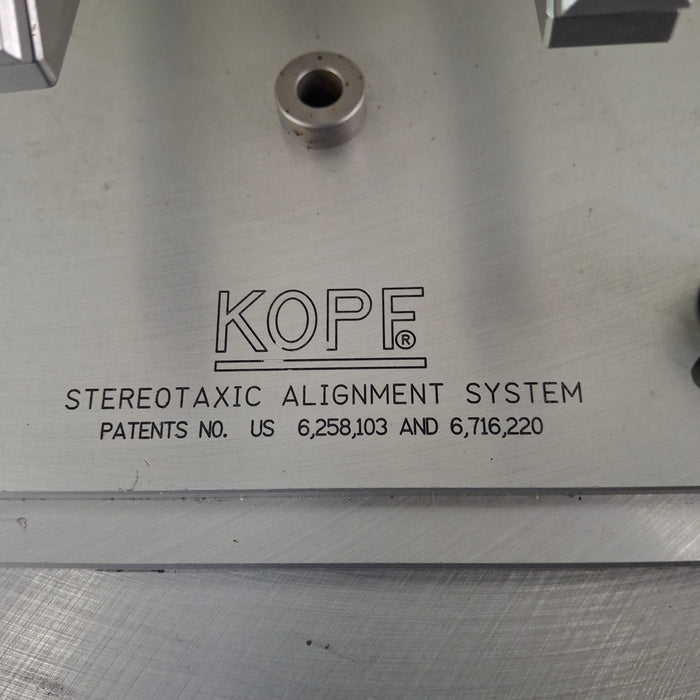 KOPF®
STEREOTAXIC ALIGNMENT SYSTEM
PATENTS NO. US 6,258,103 AND 6,716,220